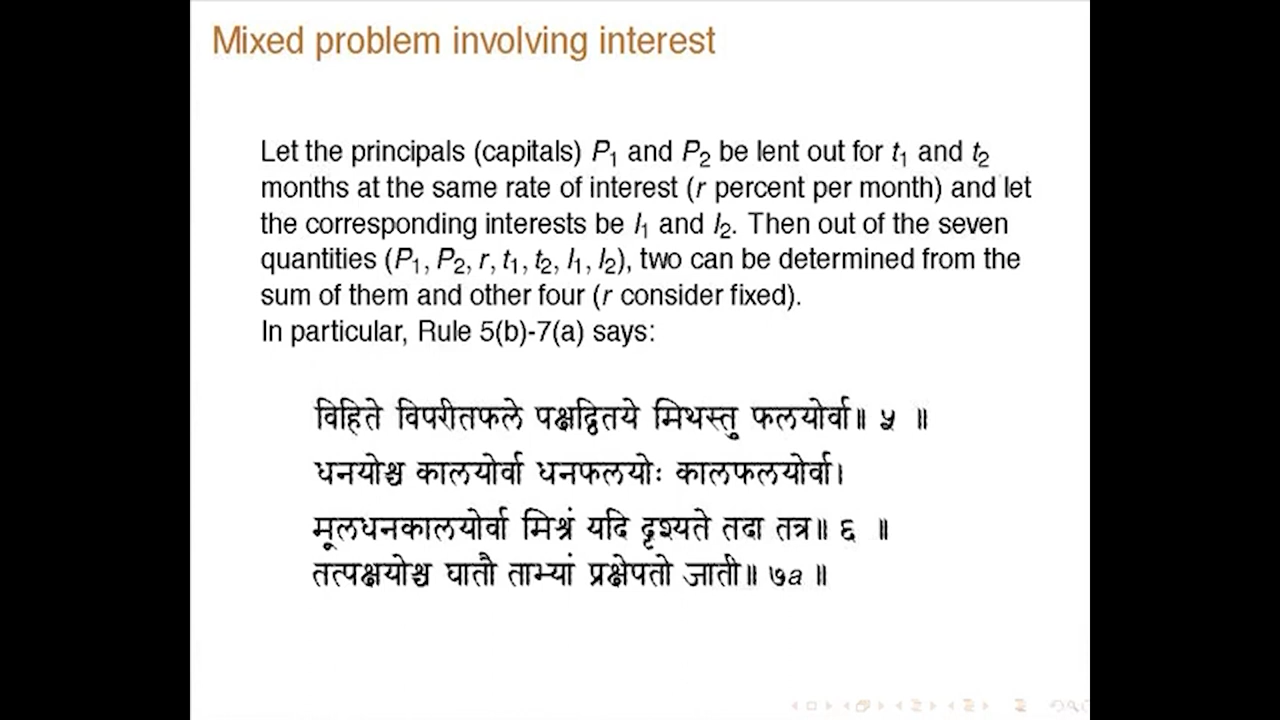 Mixed problem involving interest
Let the principals (capitals) P₁ and P₂ be lent out for t₁ and t₂
months at the same rate of interest (r percent per month) and let
the corresponding interests be I₁ and I₂. Then out of the seven
quantities (P₁, P₂, r, t₁, t₂, I₁, I₂), two can be determined from the
sum of them and other four (r consider fixed).
In particular, Rule 5(b)-7(a) says:
विहिते विपरीतफले पक्षद्वितये मिथस्तु फलयोर्वा॥ ५ ॥
धनयोश्च कालयोर्वा धनफलयोः कालफलयोर्वा।
मूलधनकालयोर्वा मिश्रं यदि दृश्यते तदा तत्र॥ ६ ॥
तत्पक्षयोश्च घातौ ताभ्यां प्रक्षेपतो जातौ॥ ७a ॥